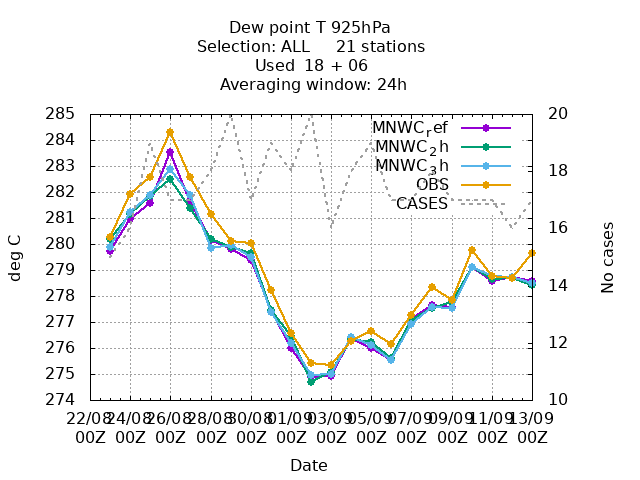 Dew point T 925hPa
Selection: ALL 21 stations
Used 18 + 06
Averaging window: 24h
285
284
283
282
281
280
279
278
277
276
275
274
deg C
20
18
16
14
12
10
No cases
MNWCref
MNWC2h
MNWC3h
OBS
CASES
22/08 24/08 26/08 28/08 30/08 01/09 03/09 05/09 07/09 09/09 11/09 13/09
00Z 00Z 00Z 00Z 00Z 00Z 00Z 00Z 00Z 00Z 00Z 00Z
Date